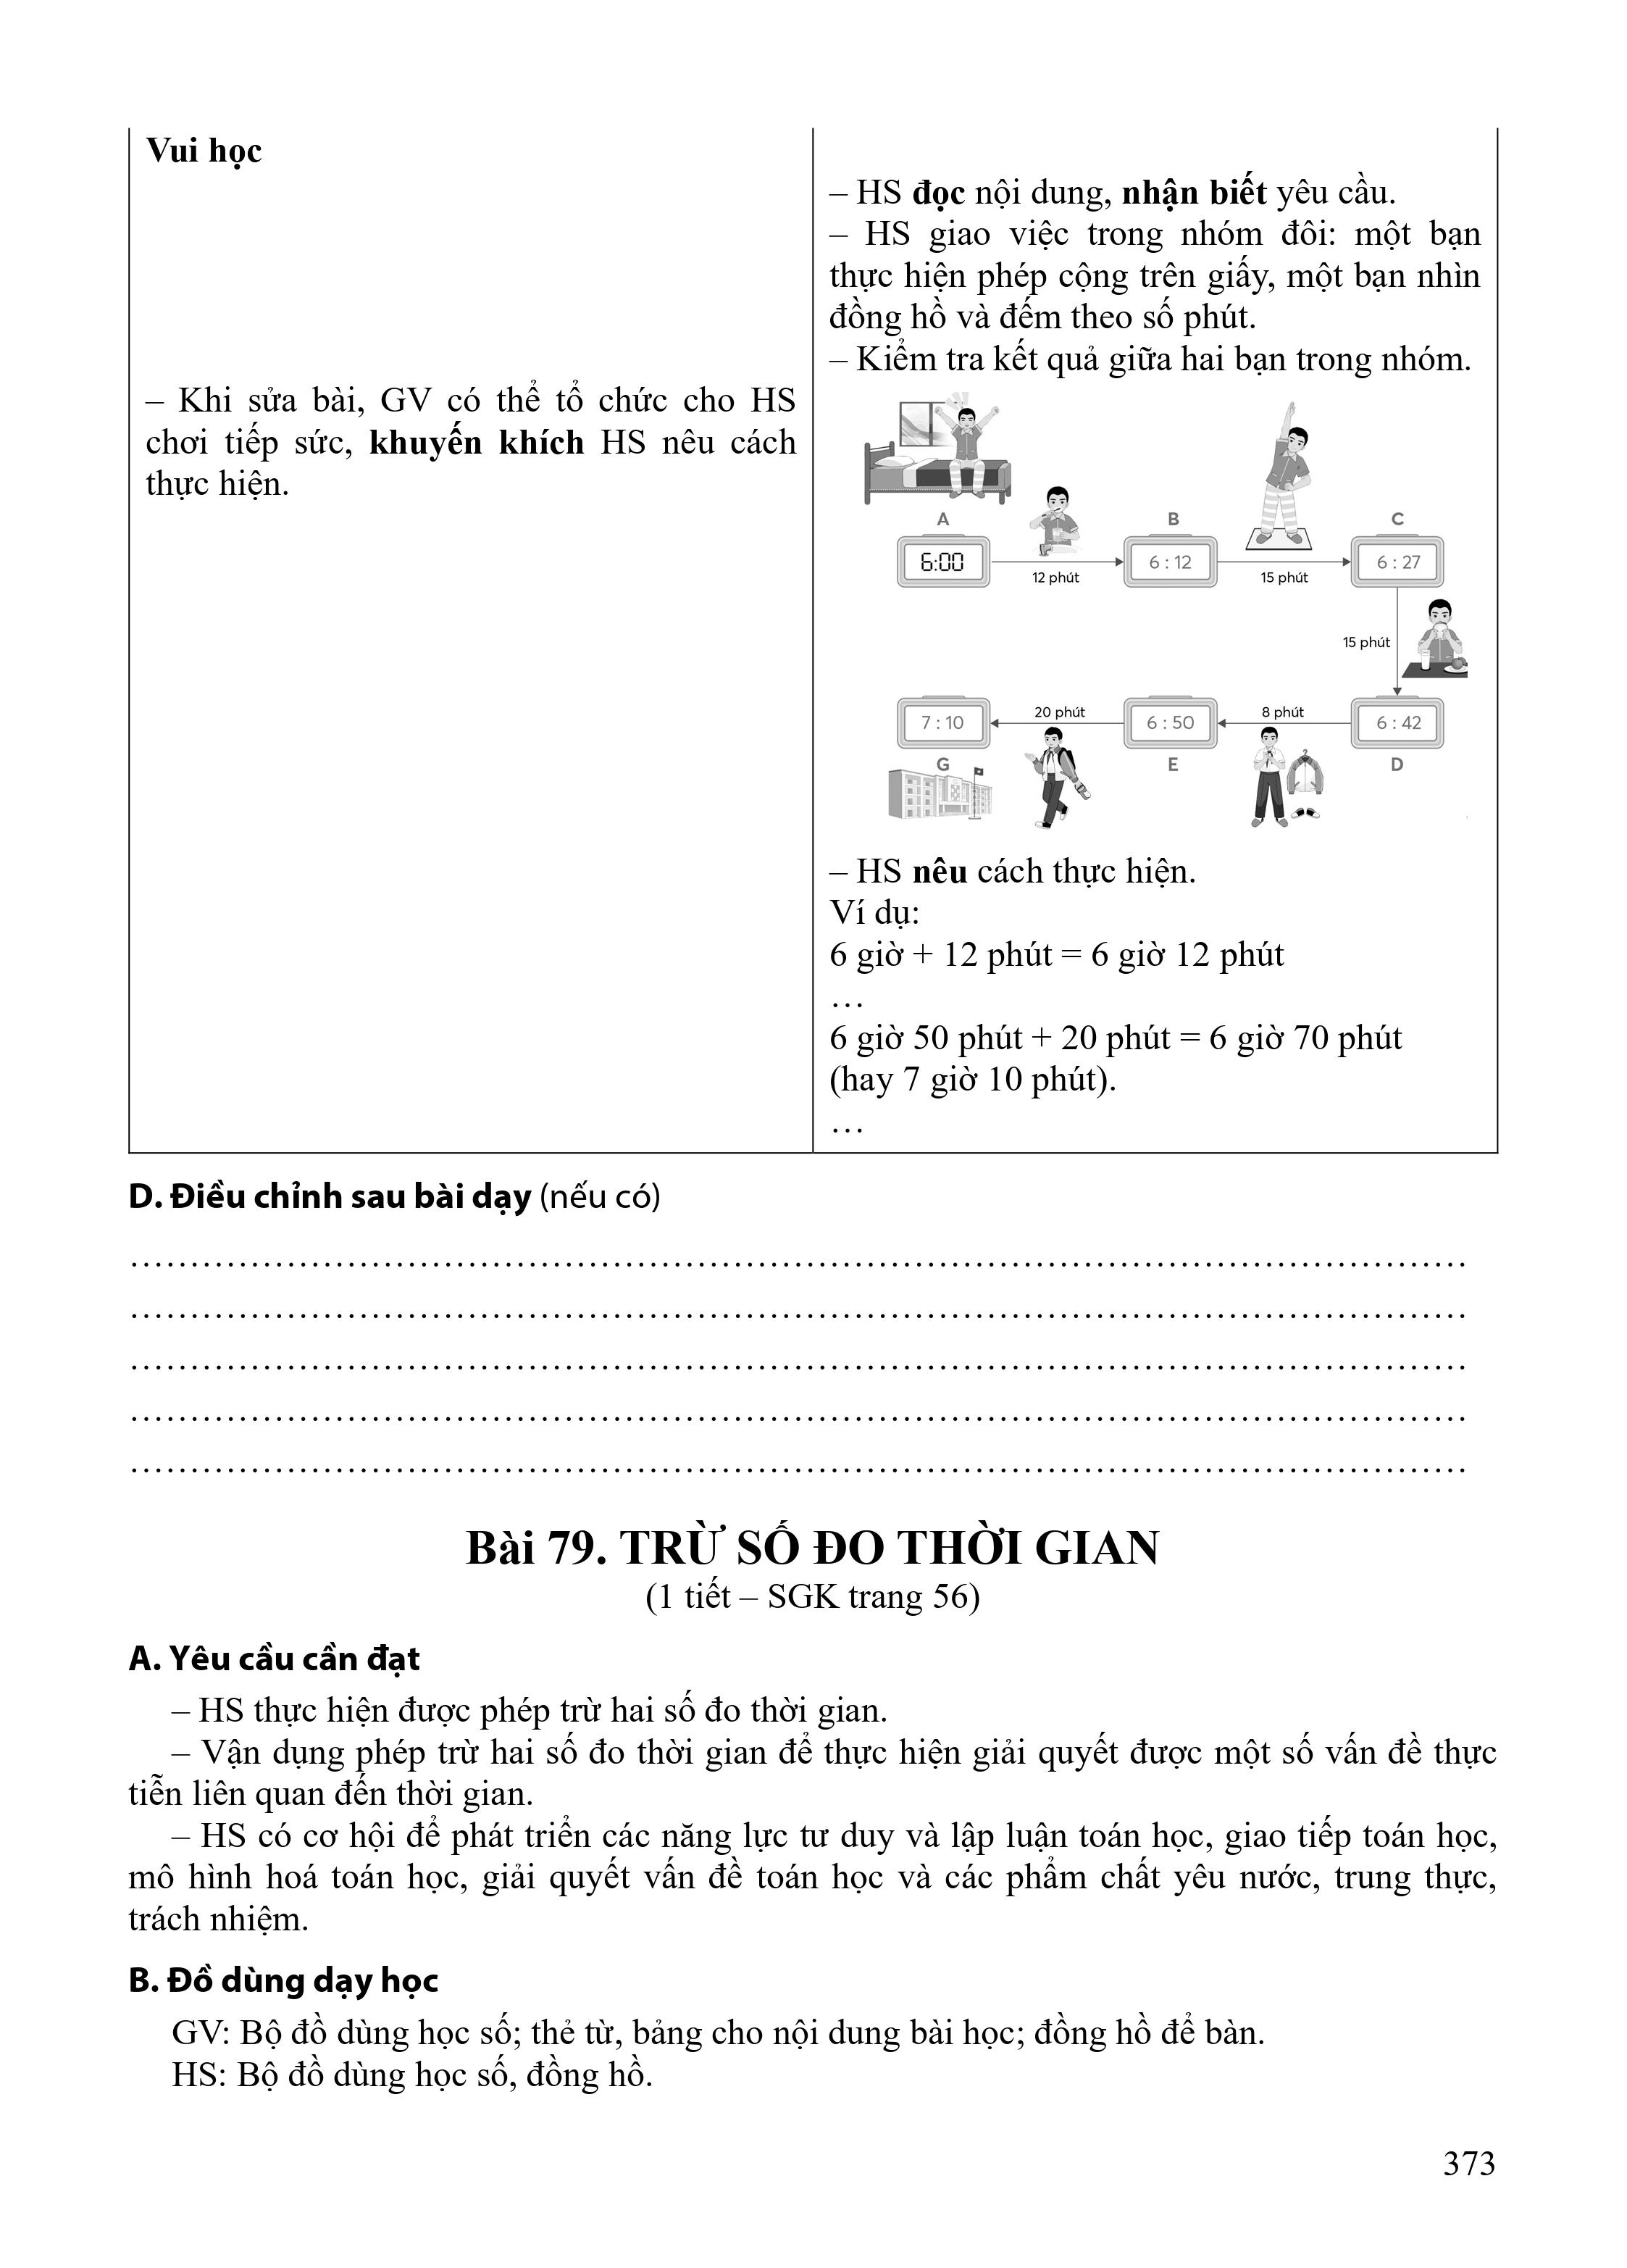 Vui học
– Khi sửa bài, GV có thể tổ chức cho HS
chơi tiếp sức, khuyến khích HS nêu cách
thực hiện.
– HS đọc nội dung, nhận biết yêu cầu.
– HS giao việc trong nhóm đôi: một bạn
thực hiện phép cộng trên giấy, một bạn nhìn
đồng hồ và đếm theo số phút.
– Kiểm tra kết quả giữa hai bạn trong nhóm.
A B C
6:00 6 : 12 6 : 27
12 phút 15 phút
15 phút
20 phút 8 phút
7 : 10 6 : 50 6 : 42
G E D
– HS nêu cách thực hiện.
Ví dụ:
6 giờ + 12 phút = 6 giờ 12 phút
…
6 giờ 50 phút + 20 phút = 6 giờ 70 phút
(hay 7 giờ 10 phút).
…
D. Điều chỉnh sau bài dạy (nếu có)
Bài 79. TRỪ SỐ ĐO THỜI GIAN
(1 tiết – SGK trang 56)
A. Yêu cầu cần đạt
– HS thực hiện được phép trừ hai số đo thời gian.
– Vận dụng phép trừ hai số đo thời gian để thực hiện giải quyết được một số vấn đề thực
tiễn liên quan đến thời gian.
– HS có cơ hội để phát triển các năng lực tư duy và lập luận toán học, giao tiếp toán học,
mô hình hoá toán học, giải quyết vấn đề toán học và các phẩm chất yêu nước, trung thực,
trách nhiệm.
B. Đồ dùng dạy học
GV: Bộ đồ dùng học số; thẻ từ, bảng cho nội dung bài học; đồng hồ để bàn.
HS: Bộ đồ dùng học số, đồng hồ.
373